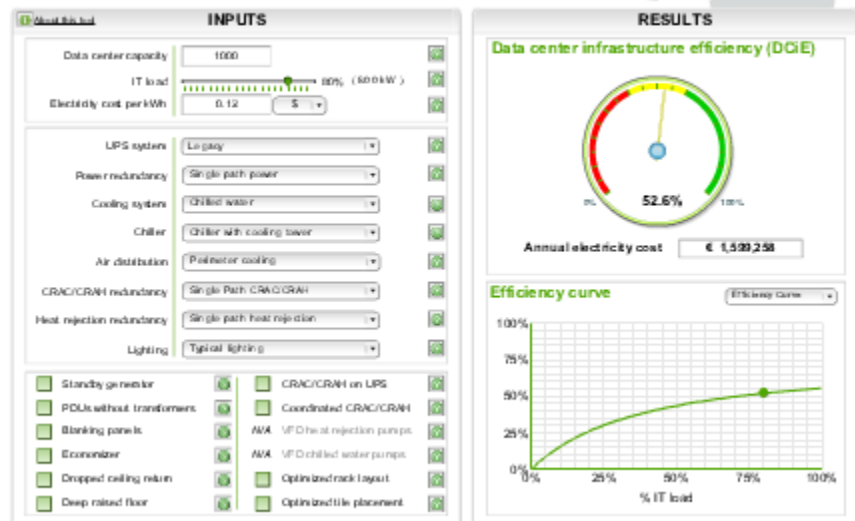 About this tool
INPUTS
Data center capacity 1000
IT load 80% (800kW)
Electricity cost per kWh 0.12 $
UPS system Legacy
Power redundancy Single path power
Cooling system Chilled water
Chiller Chiller with cooling tower
Air distribution Perimeter cooling
CRAC/CRAH redundancy Single Path CRAC/CRAH
Heat rejection redundancy Single path heat rejection
Lighting Typical lighting
Standby generator CRAC/CRAH on UPS
PDUs without transformers Coordinated CRAC/CRAH
Blanking panels N/A VFD heat rejection pumps
Economizer N/A VFD chilled water pumps
Dropped ceiling return Optimized rack layout
Deep raised floor Optimized tile placement
RESULTS
Data center infrastructure efficiency (DCiE)
0% 52.6% 100%
Annual electricity cost € 1,599,258
Efficiency curve Efficiency Curve
100%
75%
50%
25%
0%
0% 25% 50% 75% 100%
% IT load